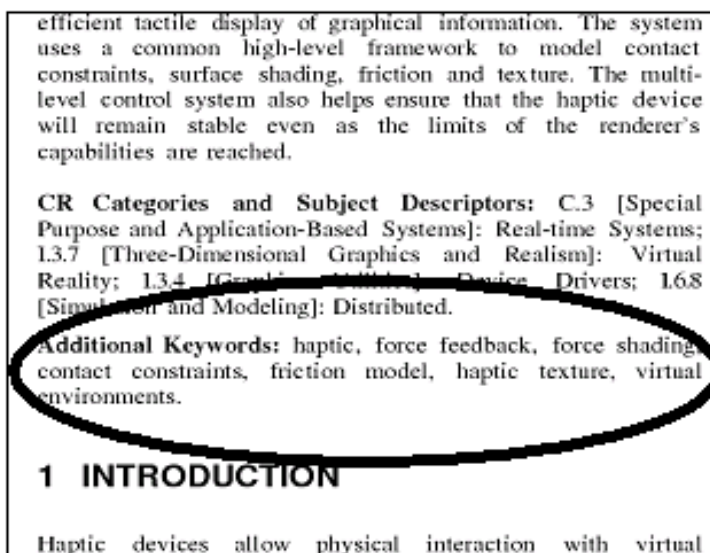 efficient tactile display of graphical information. The system
uses a common high-level framework to model contact
constraints, surface shading, friction and texture. The multi-
level control system also helps ensure that the haptic device
will remain stable even as the limits of the renderer's
capabilities are reached.
CR Categories and Subject Descriptors: C.3 [Special
Purpose and Application-Based Systems]: Real-time Systems;
I.3.7 [Three-Dimensional Graphics and Realism]: Virtual
Reality; I.3.4 [Graphics Utilities]: Device Drivers; I.6.8
[Simulation and Modeling]: Distributed.
Additional Keywords: haptic, force feedback, force shading,
contact constraints, friction model, haptic texture, virtual
environments.
1 INTRODUCTION
Haptic devices allow physical interaction with virtual